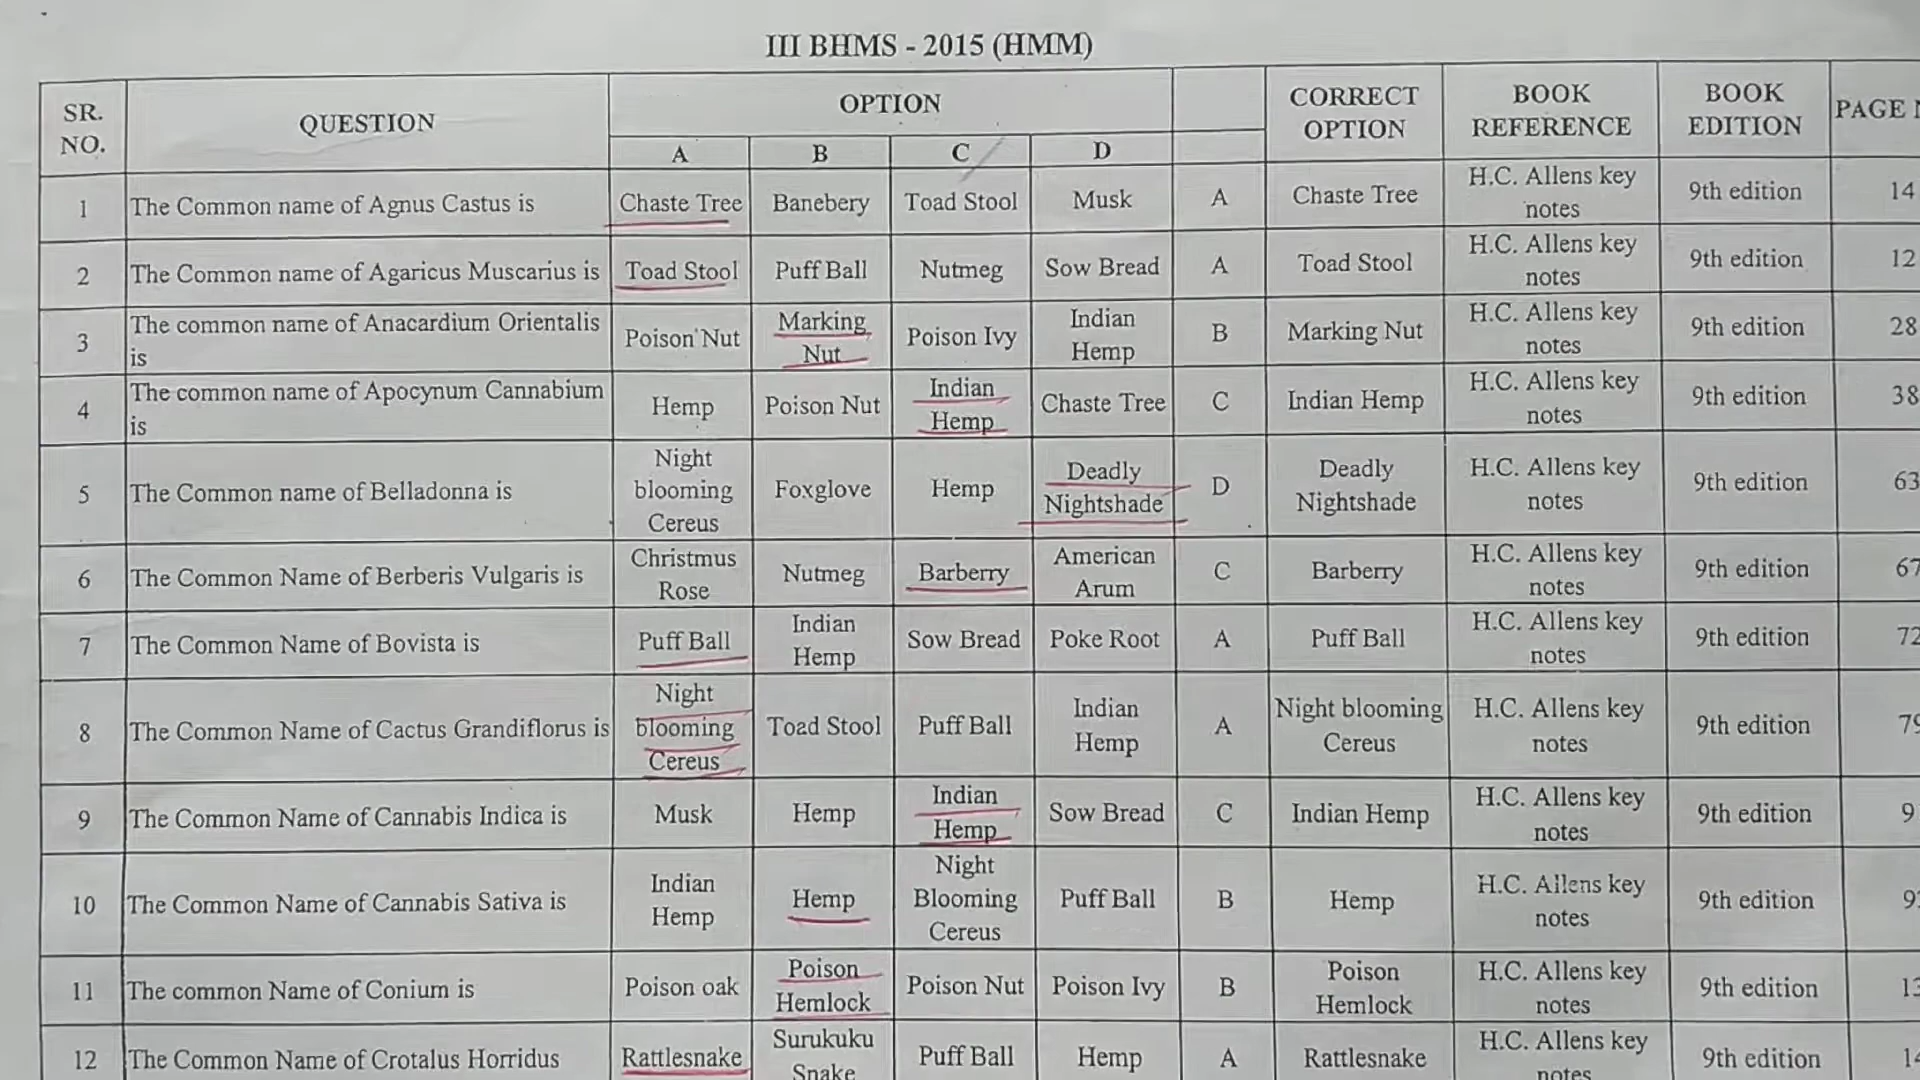 III BHMS - 2015 (HMM)
SR. NO. QUESTION OPTION CORRECT OPTION BOOK REFERENCE BOOK EDITION PAGE
A B C D
1 The Common name of Agnus Castus is Chaste Tree Banebery Toad Stool Musk A Chaste Tree H.C. Allens key notes 9th edition 14
2 The Common name of Agaricus Muscarius is Toad Stool Puff Ball Nutmeg Sow Bread A Toad Stool H.C. Allens key notes 9th edition 12
3 The common name of Anacardium Orientalis is Poison Nut Marking Nut Poison Ivy Indian Hemp B Marking Nut H.C. Allens key notes 9th edition 28
4 The common name of Apocynum Cannabium is Hemp Poison Nut Indian Hemp Chaste Tree C Indian Hemp H.C. Allens key notes 9th edition 38
5 The Common name of Belladonna is Night blooming Cereus Foxglove Hemp Deadly Nightshade D Deadly Nightshade H.C. Allens key notes 9th edition 63
6 The Common Name of Berberis Vulgaris is Christmus Rose Nutmeg Barberry American Arum C Barberry H.C. Allens key notes 9th edition 67
7 The Common Name of Bovista is Puff Ball Indian Hemp Sow Bread Poke Root A Puff Ball H.C. Allens key notes 9th edition 72
8 The Common Name of Cactus Grandiflorus is Night blooming Cereus Toad Stool Puff Ball Indian Hemp A Night blooming Cereus H.C. Allens key notes 9th edition 79
9 The Common Name of Cannabis Indica is Musk Hemp Indian Hemp Sow Bread C Indian Hemp H.C. Allens key notes 9th edition 9
10 The Common Name of Cannabis Sativa is Indian Hemp Hemp Night Blooming Cereus Puff Ball B Hemp H.C. Allens key notes 9th edition 9
11 The common Name of Conium is Poison oak Poison Hemlock Poison Nut Poison Ivy B Poison Hemlock H.C. Allens key notes 9th edition 13
12 The Common Name of Crotalus Horridus Rattlesnake Surukuku Snake Puff Ball Hemp A Rattlesnake H.C. Allens key notes 9th edition 14